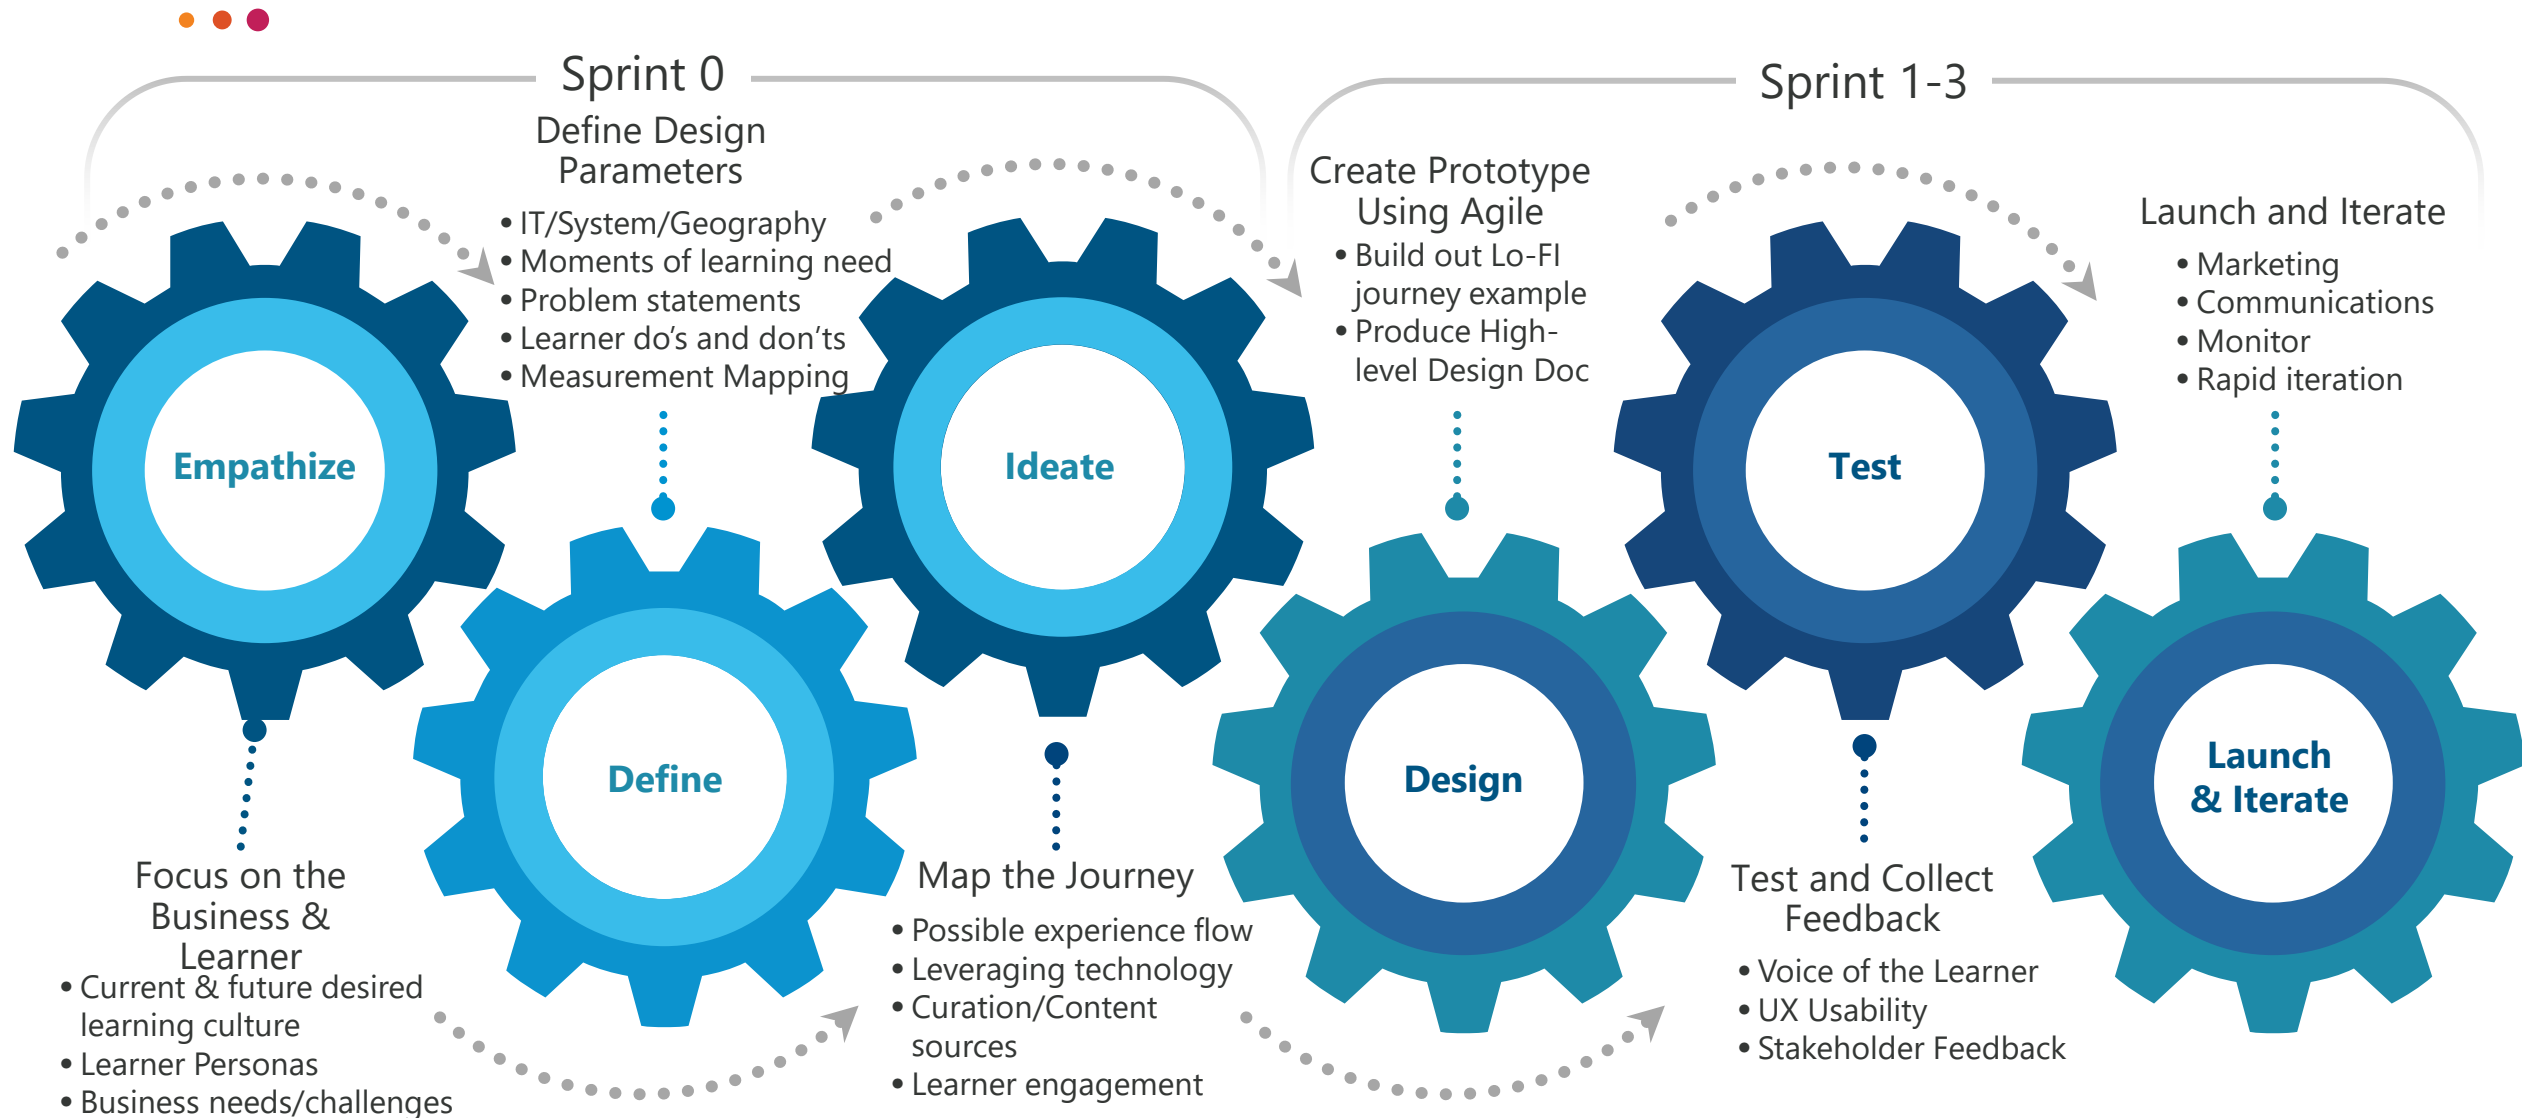 Sprint 0
Define Design
Parameters
• IT/System/Geography
• Moments of learning need
• Problem statements
• Learner do’s and don’ts
• Measurement Mapping
Sprint 1-3
Create Prototype
Using Agile
• Build out Lo-FI
journey example
• Produce High-
level Design Doc
Launch and Iterate
• Marketing
• Communications
• Monitor
• Rapid iteration
Empathize
Ideate
Test
Define
Design
Launch
& Iterate
Focus on the
Business &
Learner
• Current & future desired
learning culture
• Learner Personas
• Business needs/challenges
Map the Journey
• Possible experience flow
• Leveraging technology
• Curation/Content
sources
• Learner engagement
Test and Collect
Feedback
• Voice of the Learner
• UX Usability
• Stakeholder Feedback